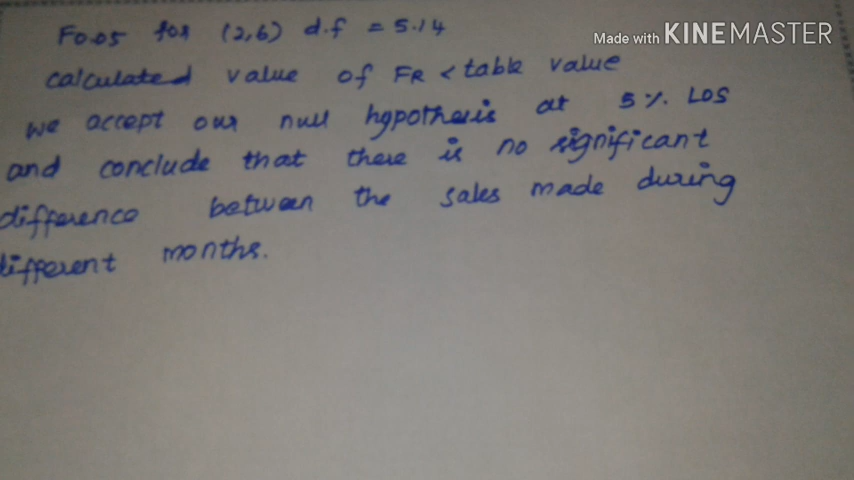 Made with KINEMASTER
F0.05 for (2,6) d.f = 5.14
calculated value of FR < table value
we accept our null hypothesis at 5%. LOS
and conclude that there is no significant
difference between the sales made during
different months.